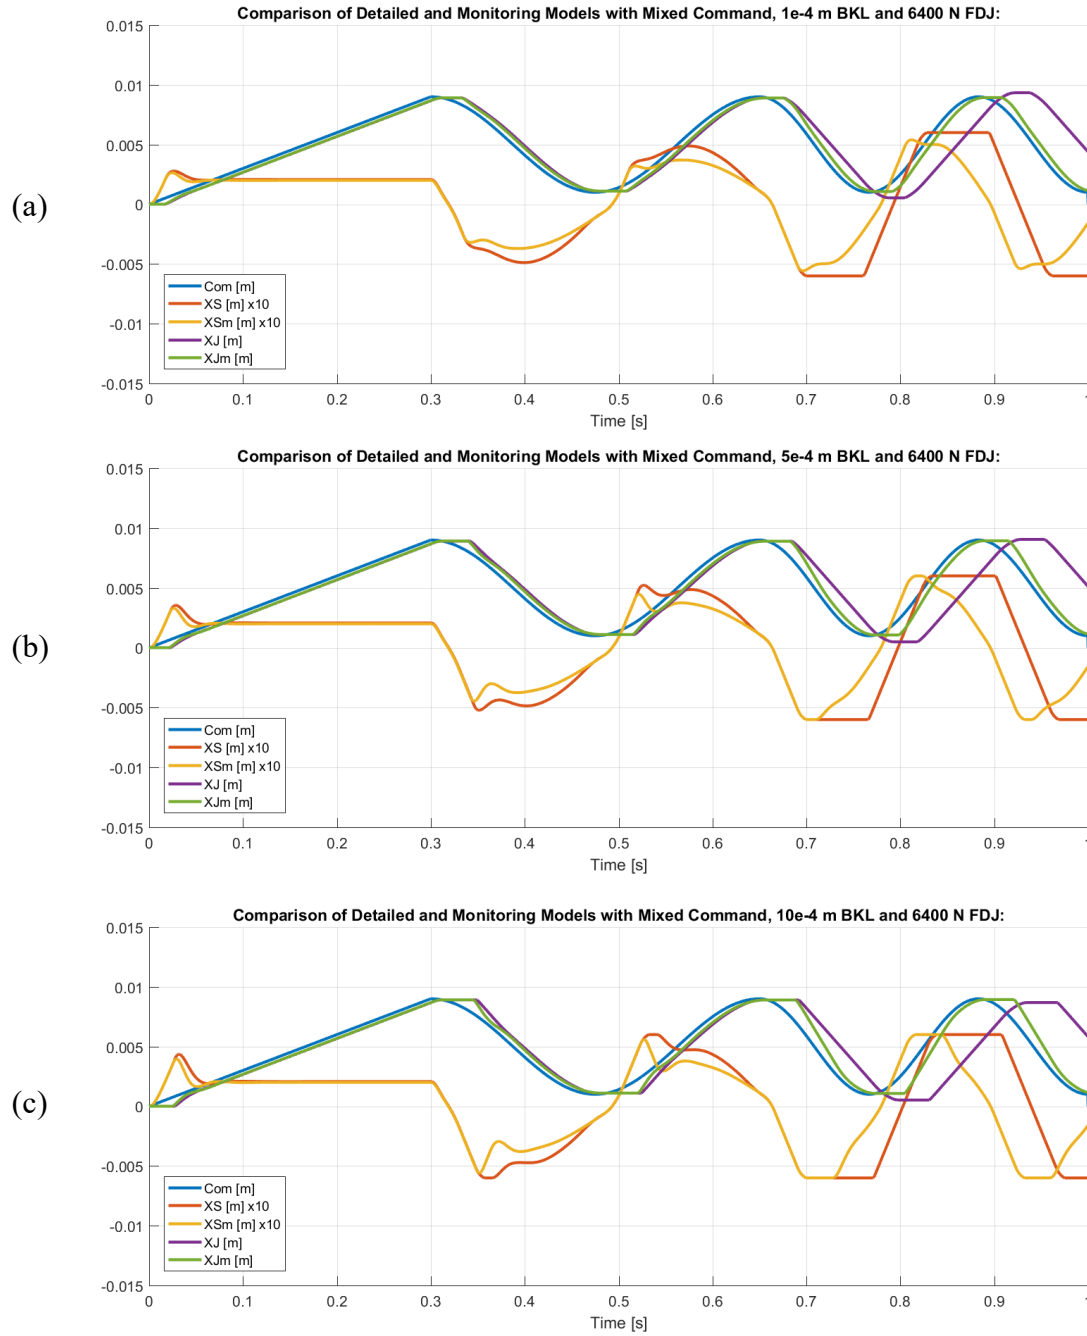 Comparison of Detailed and Monitoring Models with Mixed Command, 1e-4 m BKL and 6400 N FDJ:
0.015
0.01
0.005
(a)
0
-0.005
Com [m]
XS [m] x10
XSm [m] x10
-0.01
XJ [m]
XJm [m]
-0.015
0 0.1 0.2 0.3 0.4 0.5 0.6 0.7 0.8 0.9 1
Time [s]
Comparison of Detailed and Monitoring Models with Mixed Command, 5e-4 m BKL and 6400 N FDJ:
0.015
0.01
0.005
(b)
0
-0.005
Com [m]
XS [m] x10
XSm [m] x10
-0.01
XJ [m]
XJm [m]
-0.015
0 0.1 0.2 0.3 0.4 0.5 0.6 0.7 0.8 0.9 1
Time [s]
Comparison of Detailed and Monitoring Models with Mixed Command, 10e-4 m BKL and 6400 N FDJ:
0.015
0.01
0.005
(c)
0
-0.005
Com [m]
XS [m] x10
XSm [m] x10
-0.01
XJ [m]
XJm [m]
-0.015
0 0.1 0.2 0.3 0.4 0.5 0.6 0.7 0.8 0.9 1
Time [s]